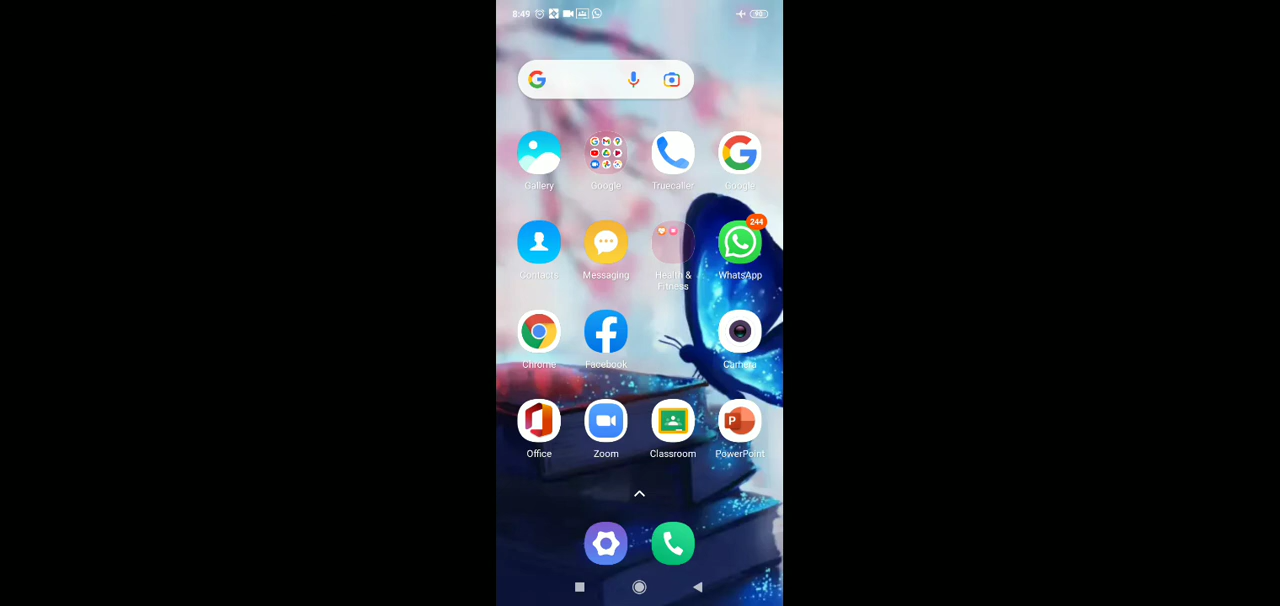 8:49
90
Gallery
Google
Truecaller
Google
244
Contacts
Messaging
Health &
Fitness
WhatsApp
Chrome
Facebook
Camera
P
Office
Zoom
Classroom
PowerPoint